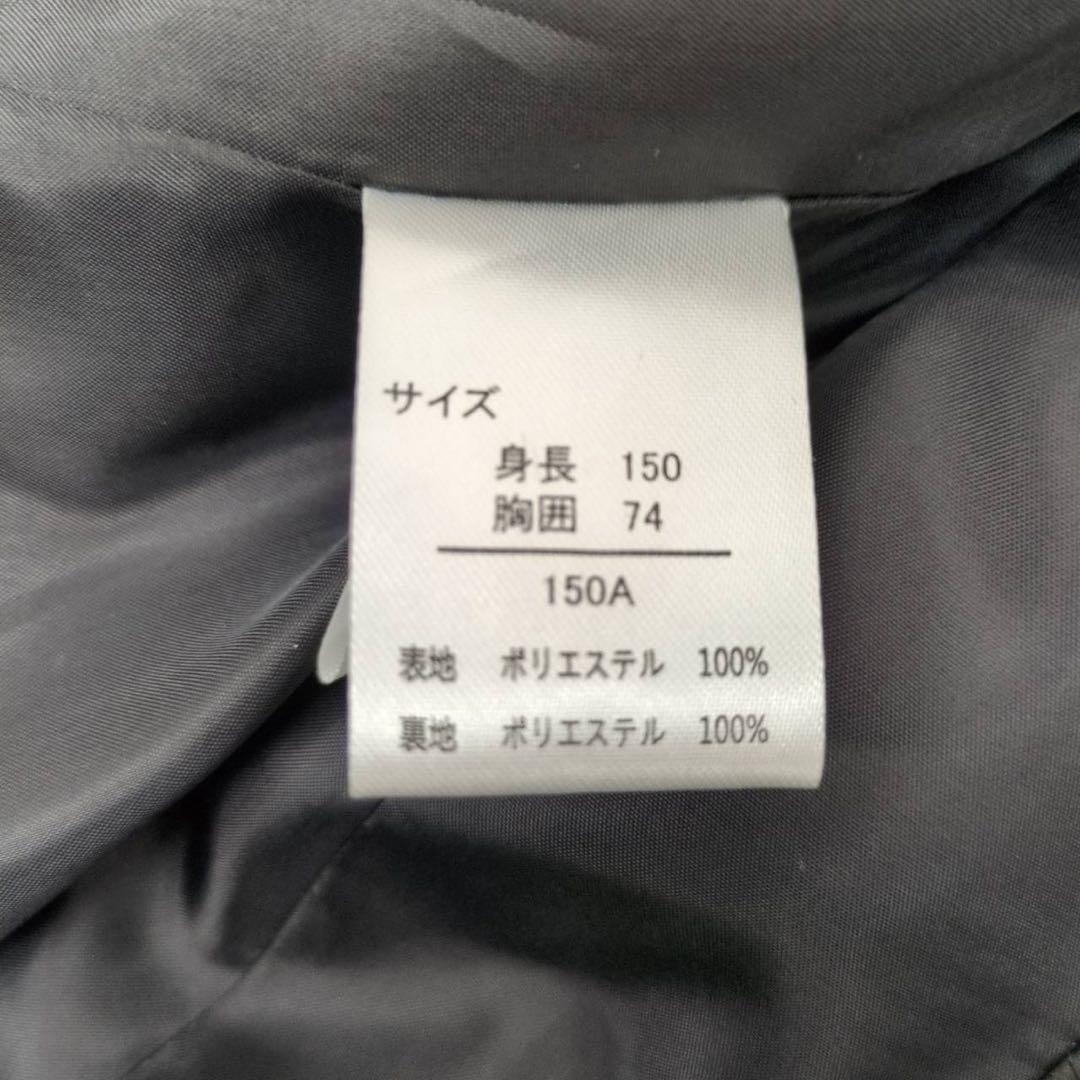 サイズ
身長 150
胸囲 74
150A
表地 ポリエステル 100%
裏地 ポリエステル 100%